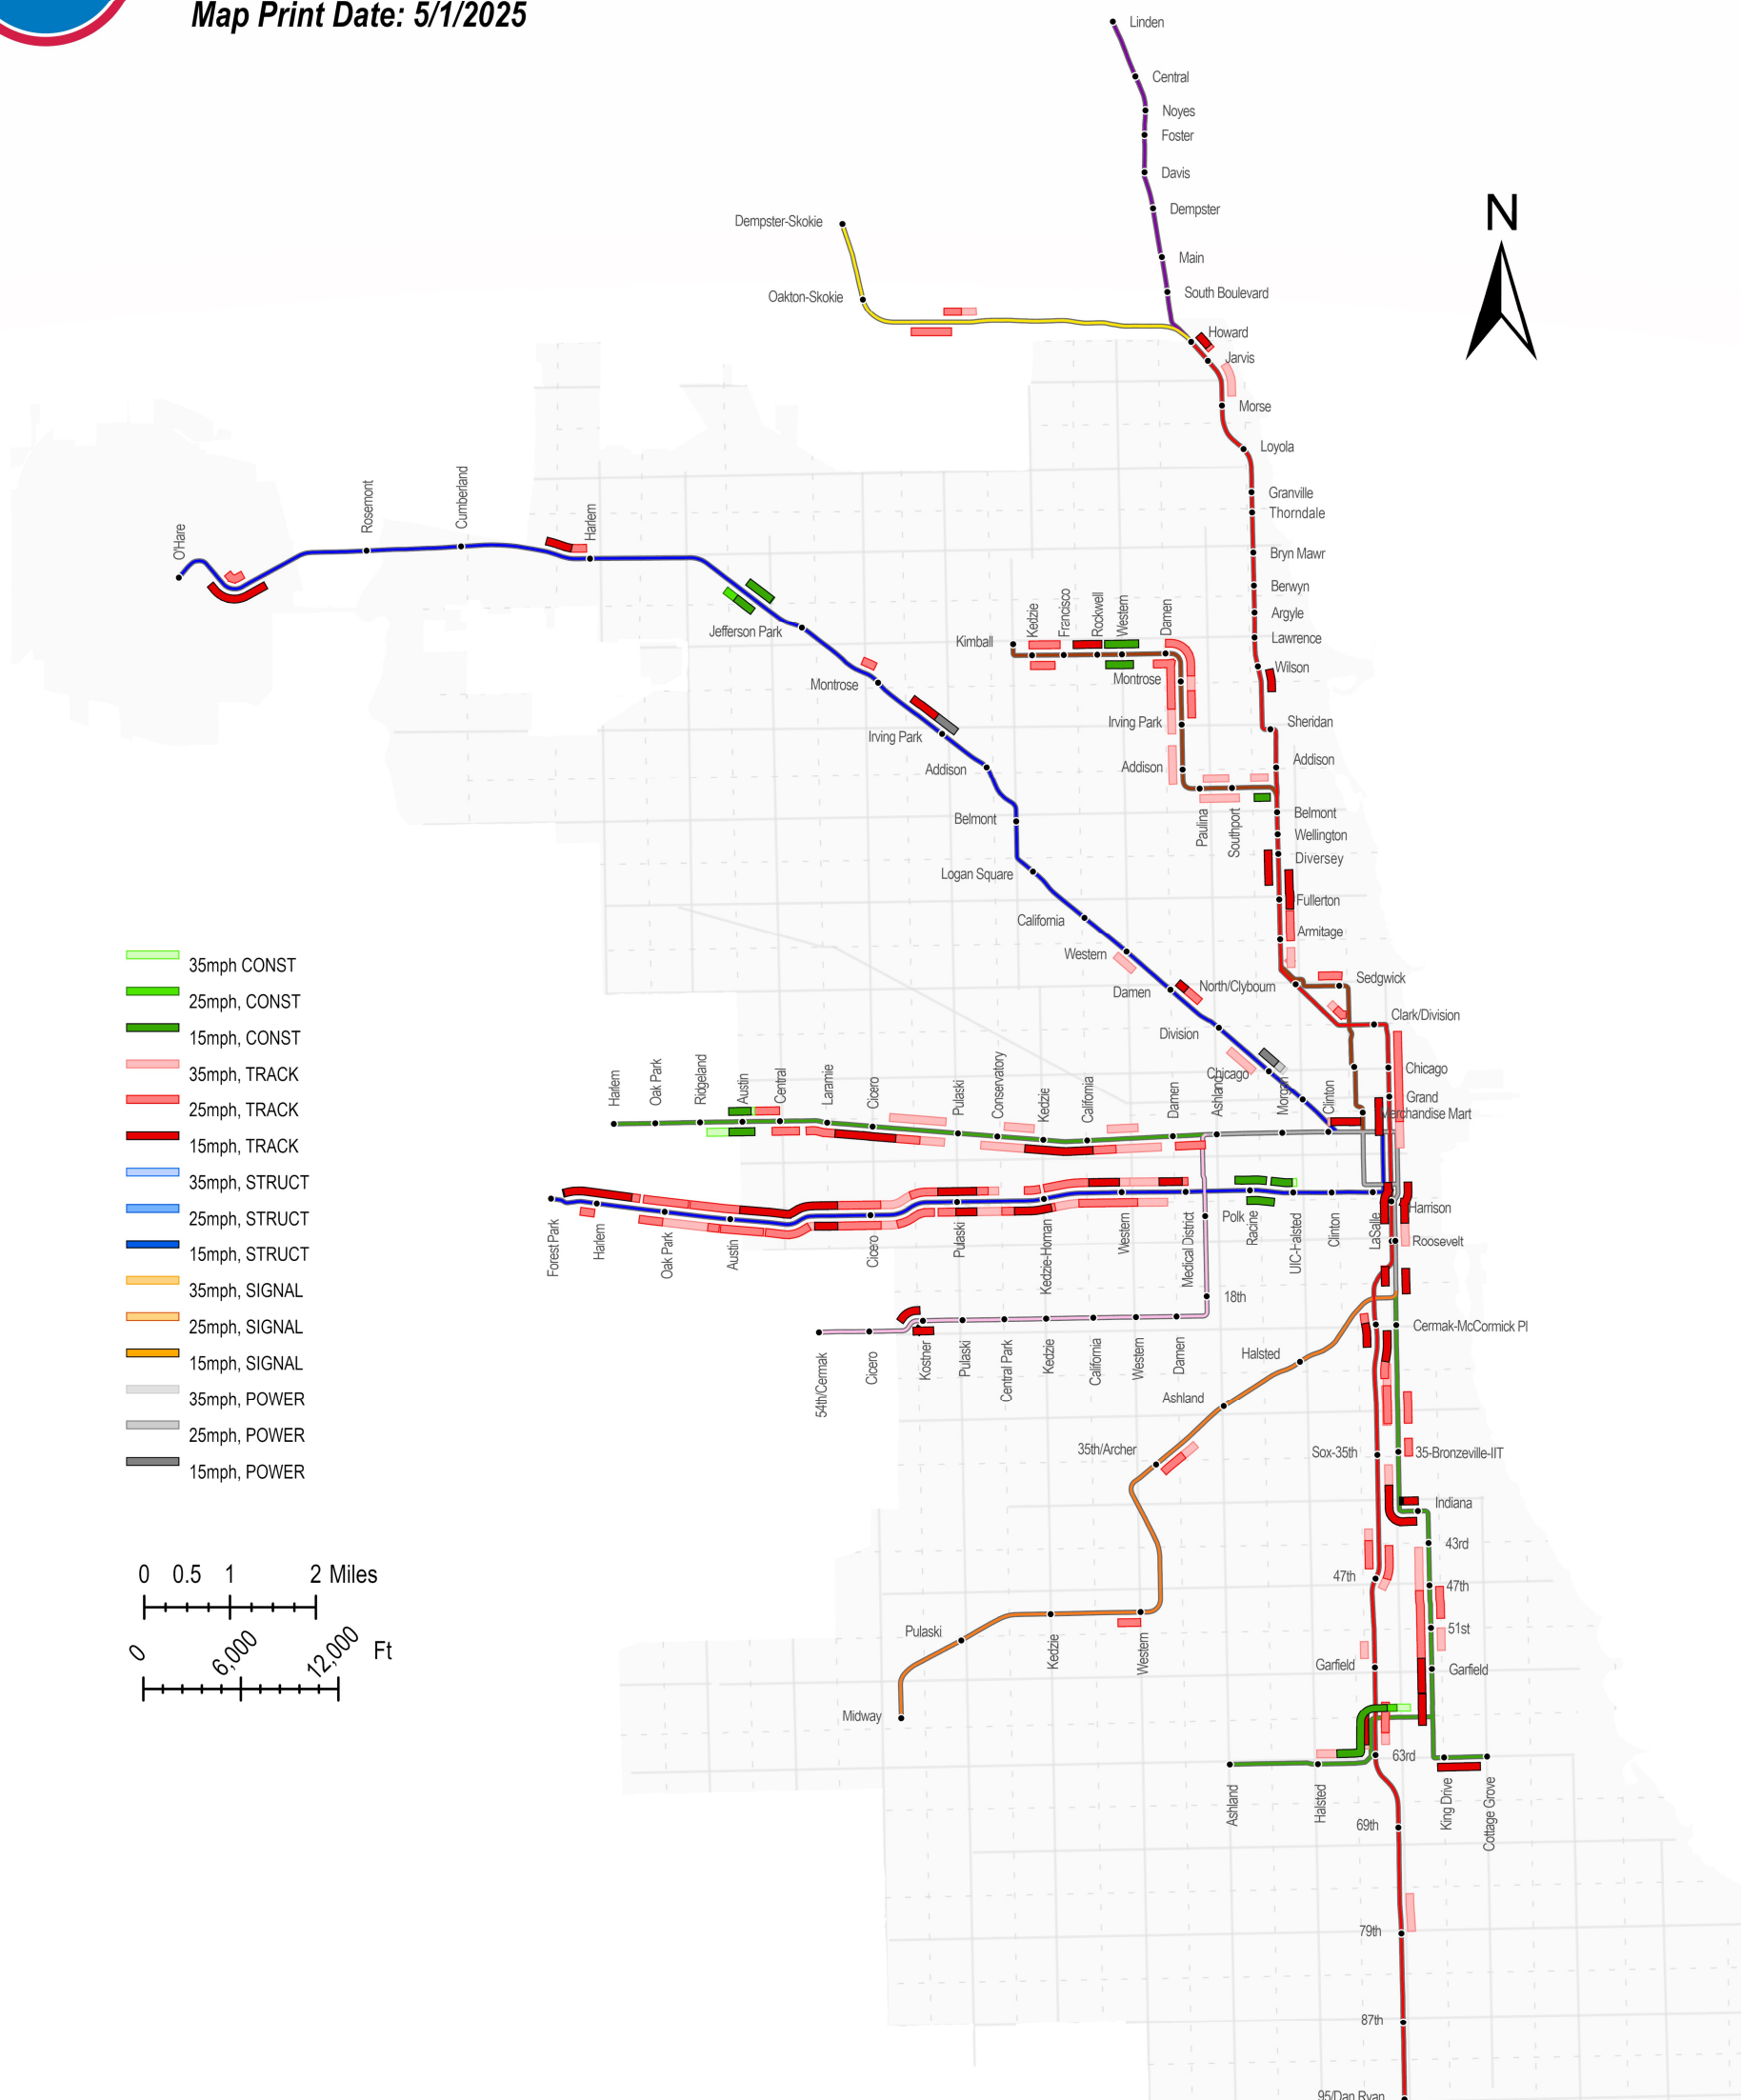 Map Print Date: 5/1/2025
Linden
Central
Noyes
Foster
Davis
Dempster
Main
South Boulevard
N
Dempster-Skokie
Oakton-Skokie
Howard
Jarvis
Morse
Loyola
Granville
Thorndale
Bryn Mawr
Berwyn
Argyle
Lawrence
Wilson
Sheridan
Addison
Belmont
Wellington
Diversey
Fullerton
Armitage
Sedgwick
North/Clybourn
Clark/Division
Chicago
Grand
Merchandise Mart
O'Hare
Rosemont
Cumberland
Harlem
Jefferson Park
Montrose
Irving Park
Addison
Belmont
Logan Square
California
Western
Damen
Division
Chicago
Kimball
Kedzie
Francisco
Rockwell
Western
Damen
Montrose
Irving Park
Addison
Paulina
Southport
Harlem
Oak Park
Ridgeland
Austin
Central
Laramie
Cicero
Pulaski
Conservatory
Kedzie
California
Damen
Ashland
Morgan
Clinton
Forest Park
Harlem
Oak Park
Austin
Cicero
Pulaski
Kedzie-Homan
Western
Medical District
Polk
Racine
UIC-Halsted
Clinton
LaSalle
Harrison
Roosevelt
18th
54th/Cermak
Cicero
Kostner
Pulaski
Central Park
Kedzie
California
Western
Damen
Cermak-McCormick Pl
Halsted
Ashland
35th/Archer
Sox-35th
35-Bronzeville-IIT
Indiana
43rd
47th
47th
51st
Garfield
Garfield
Western
Kedzie
Pulaski
Midway
63rd
Ashland
Halsted
King Drive
Cottage Grove
69th
79th
87th
95/Dan Ryan
35mph CONST
25mph, CONST
15mph, CONST
35mph, TRACK
25mph, TRACK
15mph, TRACK
35mph, STRUCT
25mph, STRUCT
15mph, STRUCT
35mph, SIGNAL
25mph, SIGNAL
15mph, SIGNAL
35mph, POWER
25mph, POWER
15mph, POWER
0 0.5 1 2 Miles
0 6,000 12,000 Ft